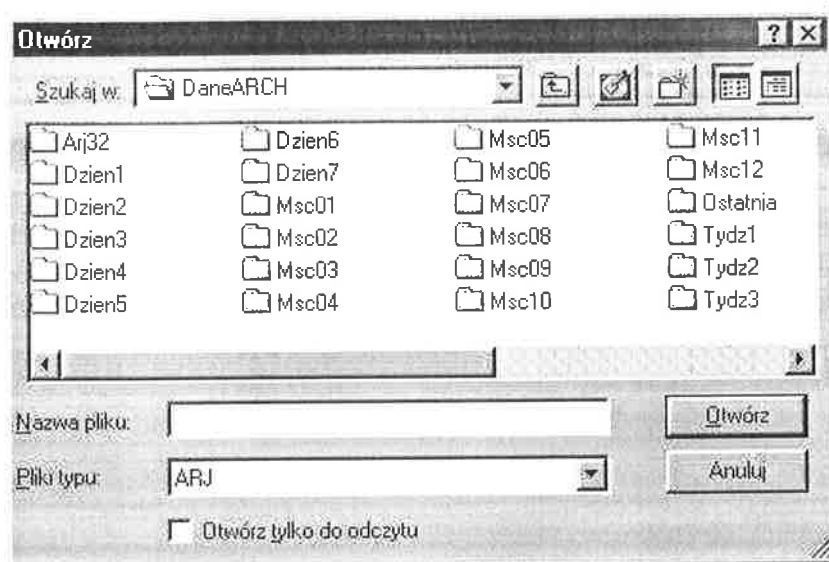 Otwórz
Szukaj w: DaneARCH
Arj32 Dzien6 Msc05 Msc11
Dzien1 Dzien7 Msc06 Msc12
Dzien2 Msc01 Msc07 Ostatnia
Dzien3 Msc02 Msc08 Tydz1
Dzien4 Msc03 Msc09 Tydz2
Dzien5 Msc04 Msc10 Tydz3
Nazwa pliku: Otwórz
Pliki typu: ARJ Anuluj
Otwórz tylko do odczytu